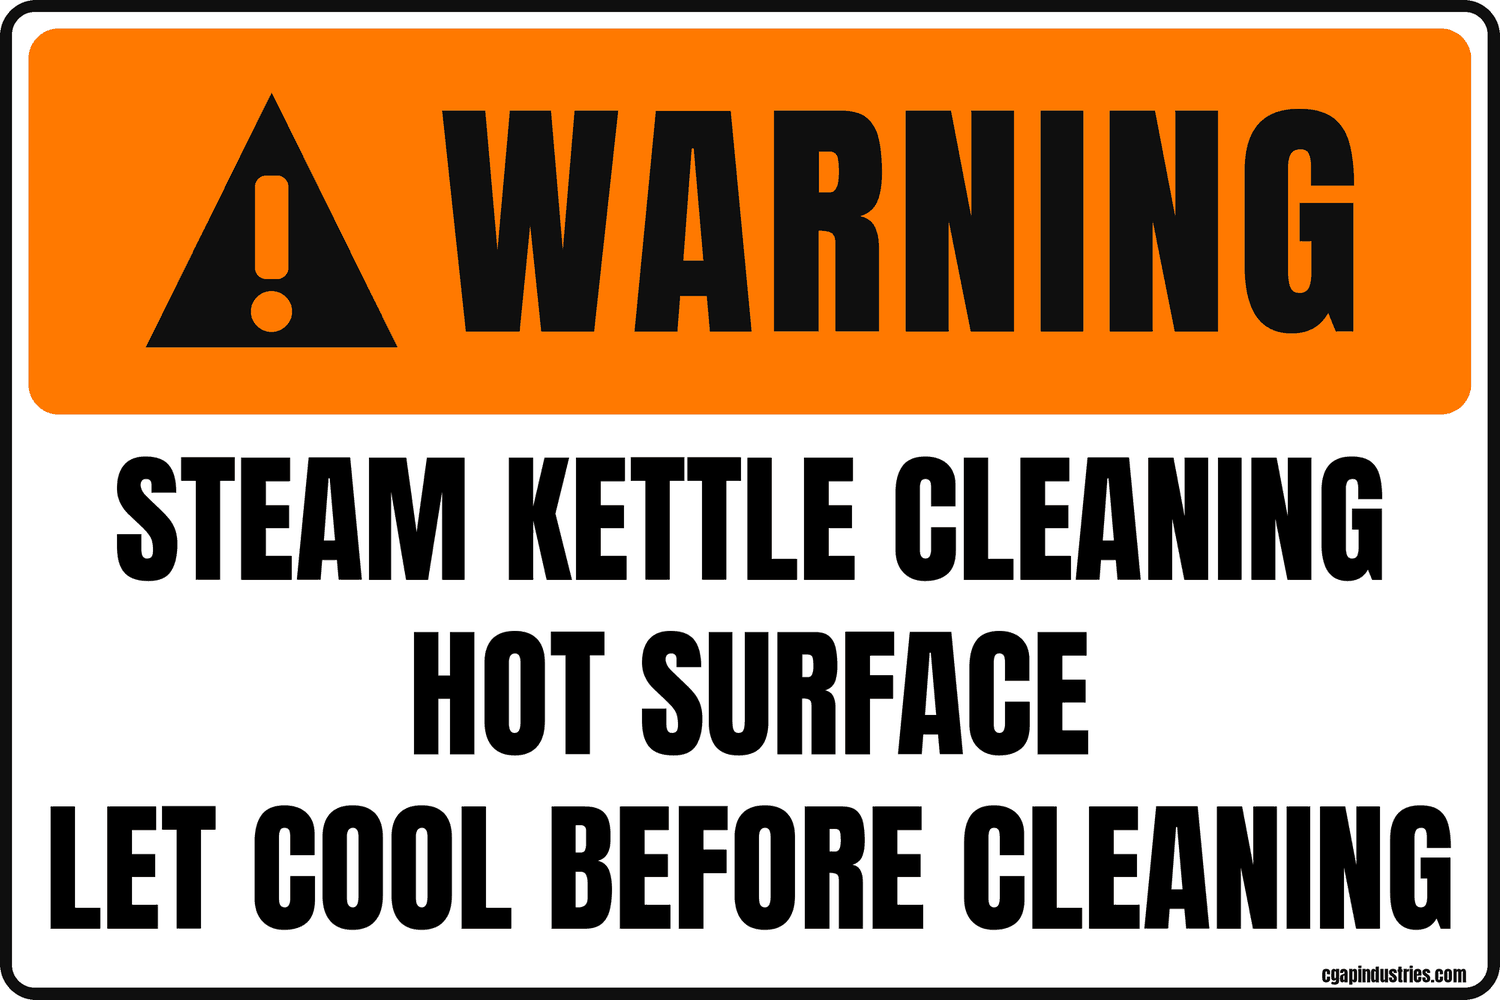 WARNING
STEAM KETTLE CLEANING
HOT SURFACE
LET COOL BEFORE CLEANING
cgapindustries.com